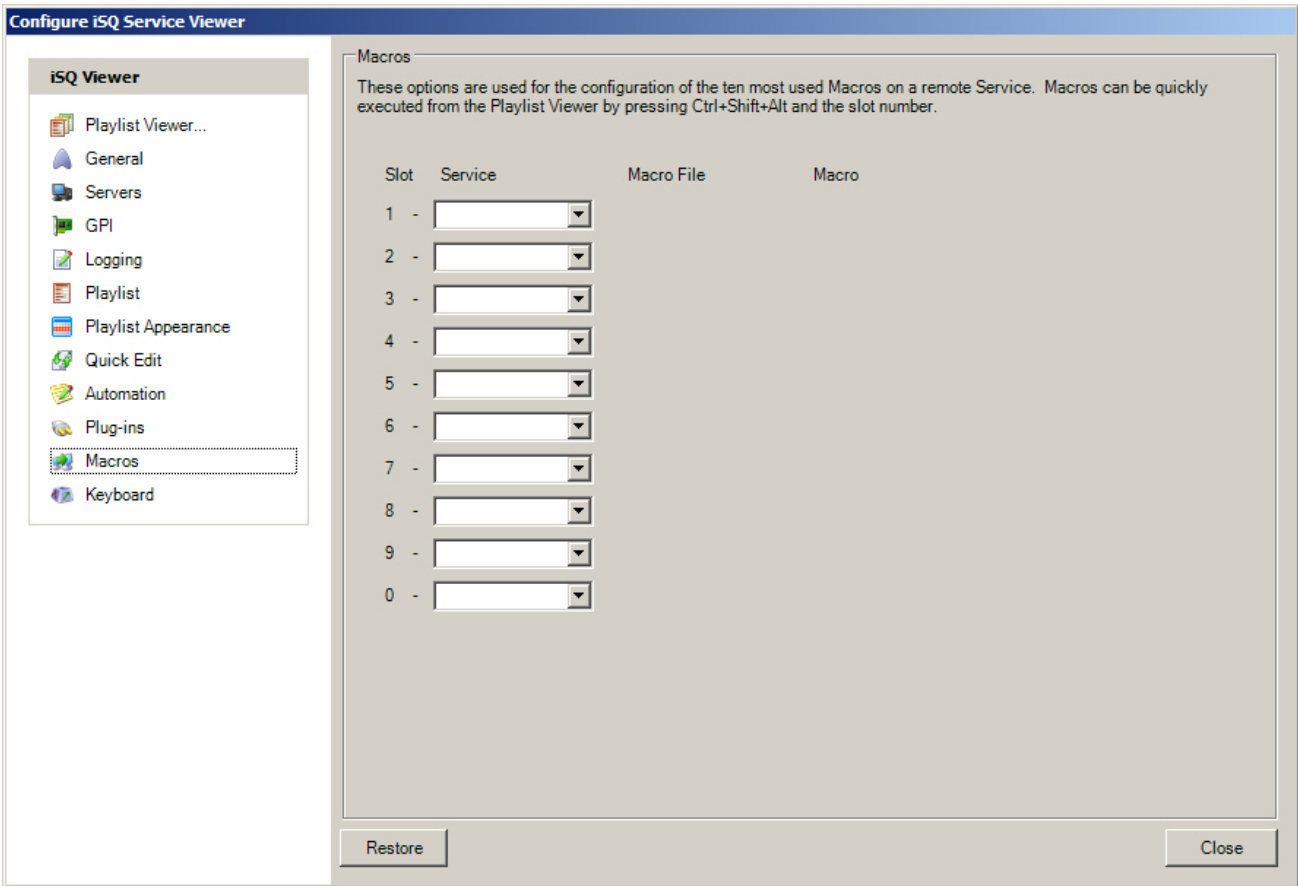 Configure iSQ Service Viewer
iSQ Viewer
Playlist Viewer...
General
Servers
GPI
Logging
Playlist
Playlist Appearance
Quick Edit
Automation
Plug-ins
Macros
Keyboard
Macros
These options are used for the configuration of the ten most used Macros on a remote Service. Macros can be quickly
executed from the Playlist Viewer by pressing Ctrl+Shift+Alt and the slot number.
Slot Service Macro File Macro
1 -
2 -
3 -
4 -
5 -
6 -
7 -
8 -
9 -
0 -
Restore Close